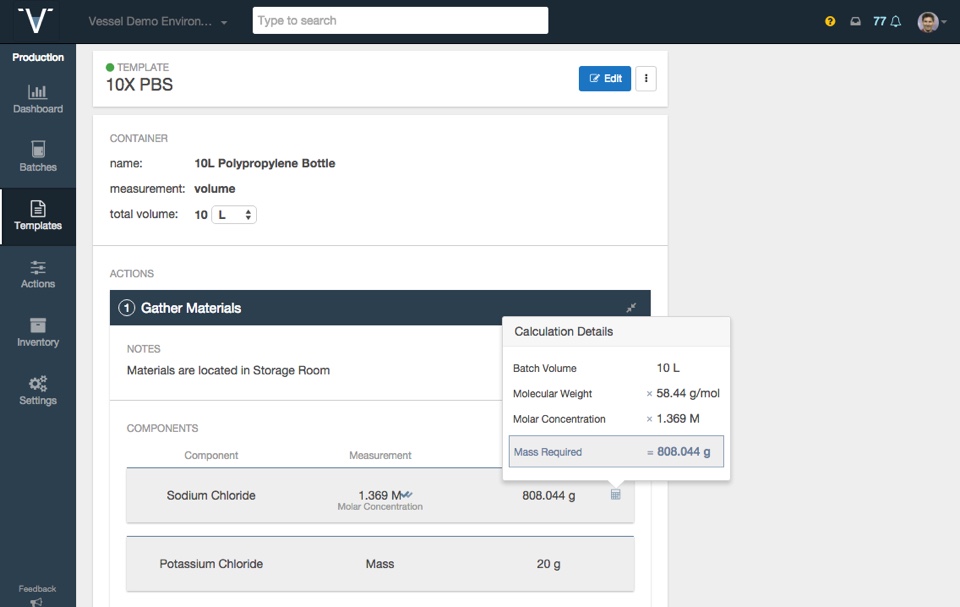 V
Vessel Demo Environ...
Type to search
?
77
Production
Dashboard
Batches
Templates
Actions
Inventory
Settings
Feedback
TEMPLATE
10X PBS
Edit
CONTAINER
name: 10L Polypropylene Bottle
measurement: volume
total volume: 10 L
ACTIONS
1 Gather Materials
NOTES
Materials are located in Storage Room
COMPONENTS
Component Measurement
Sodium Chloride 1.369 M 808.044 g
Molar Concentration
Potassium Chloride Mass 20 g
Calculation Details
Batch Volume 10 L
Molecular Weight × 58.44 g/mol
Molar Concentration × 1.369 M
Mass Required = 808.044 g